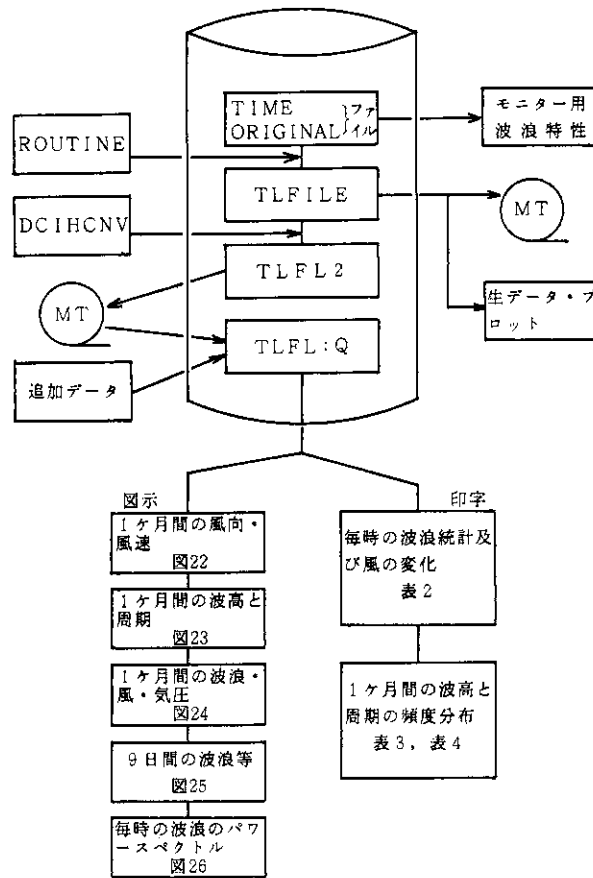 TIME
ORIGINAL
ファ
イル
モニター用
波浪特性
ROUTINE
TLFILE
MT
DCIHCNV
TLFL2
生データ・プ
ロット
MT
TLFL:Q
追加データ
図示
1ヶ月間の風向・
風速
図22
1ヶ月間の波高と
周期
図23
1ヶ月間の波浪・
風・気圧
図24
9日間の波浪等
図25
毎時の波浪のパワ
ースペクトル
図26
印字
毎時の波浪統計及
び風の変化
表2
1ヶ月間の波高と
周期の頻度分布
表3,表4